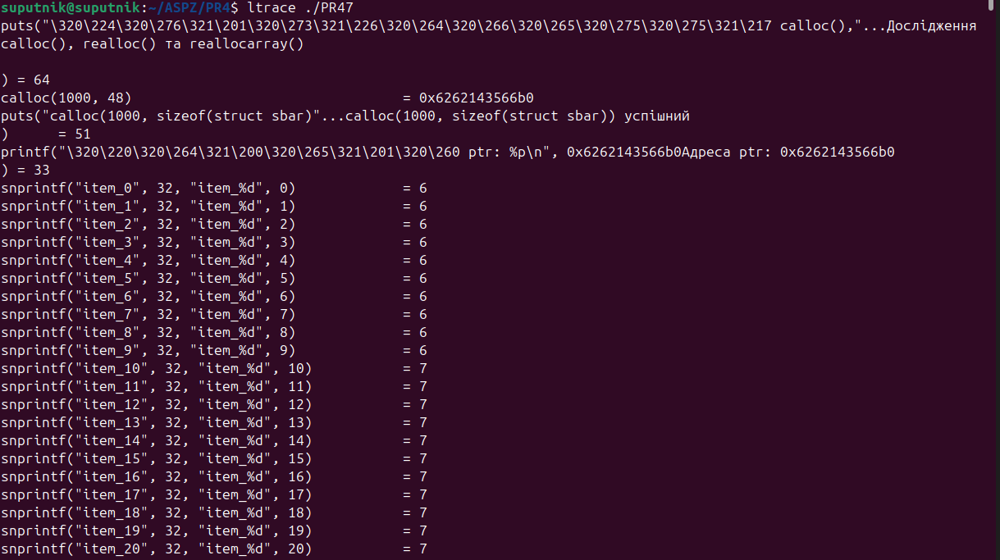 suputnik@suputnik:~/ASPZ/PR4$ ltrace ./PR47
puts("\320\224\320\276\321\201\320\273\321\226\320\264\320\266\320\265\320\275\320\275\321\217 calloc(),"...Дослідження
calloc(), realloc() та reallocarray()

) = 64
calloc(1000, 48)                                 = 0x6262143566b0
puts("calloc(1000, sizeof(struct sbar)"...calloc(1000, sizeof(struct sbar)) успішний
)      = 51
printf("\320\220\320\264\321\200\320\265\321\201\320\260 ptr: %p\n", 0x6262143566b0Адреса ptr: 0x6262143566b0
) = 33
snprintf("item_0", 32, "item_%d", 0)             = 6
snprintf("item_1", 32, "item_%d", 1)             = 6
snprintf("item_2", 32, "item_%d", 2)             = 6
snprintf("item_3", 32, "item_%d", 3)             = 6
snprintf("item_4", 32, "item_%d", 4)             = 6
snprintf("item_5", 32, "item_%d", 5)             = 6
snprintf("item_6", 32, "item_%d", 6)             = 6
snprintf("item_7", 32, "item_%d", 7)             = 6
snprintf("item_8", 32, "item_%d", 8)             = 6
snprintf("item_9", 32, "item_%d", 9)             = 6
snprintf("item_10", 32, "item_%d", 10)           = 7
snprintf("item_11", 32, "item_%d", 11)           = 7
snprintf("item_12", 32, "item_%d", 12)           = 7
snprintf("item_13", 32, "item_%d", 13)           = 7
snprintf("item_14", 32, "item_%d", 14)           = 7
snprintf("item_15", 32, "item_%d", 15)           = 7
snprintf("item_16", 32, "item_%d", 16)           = 7
snprintf("item_17", 32, "item_%d", 17)           = 7
snprintf("item_18", 32, "item_%d", 18)           = 7
snprintf("item_19", 32, "item_%d", 19)           = 7
snprintf("item_20", 32, "item_%d", 20)           = 7